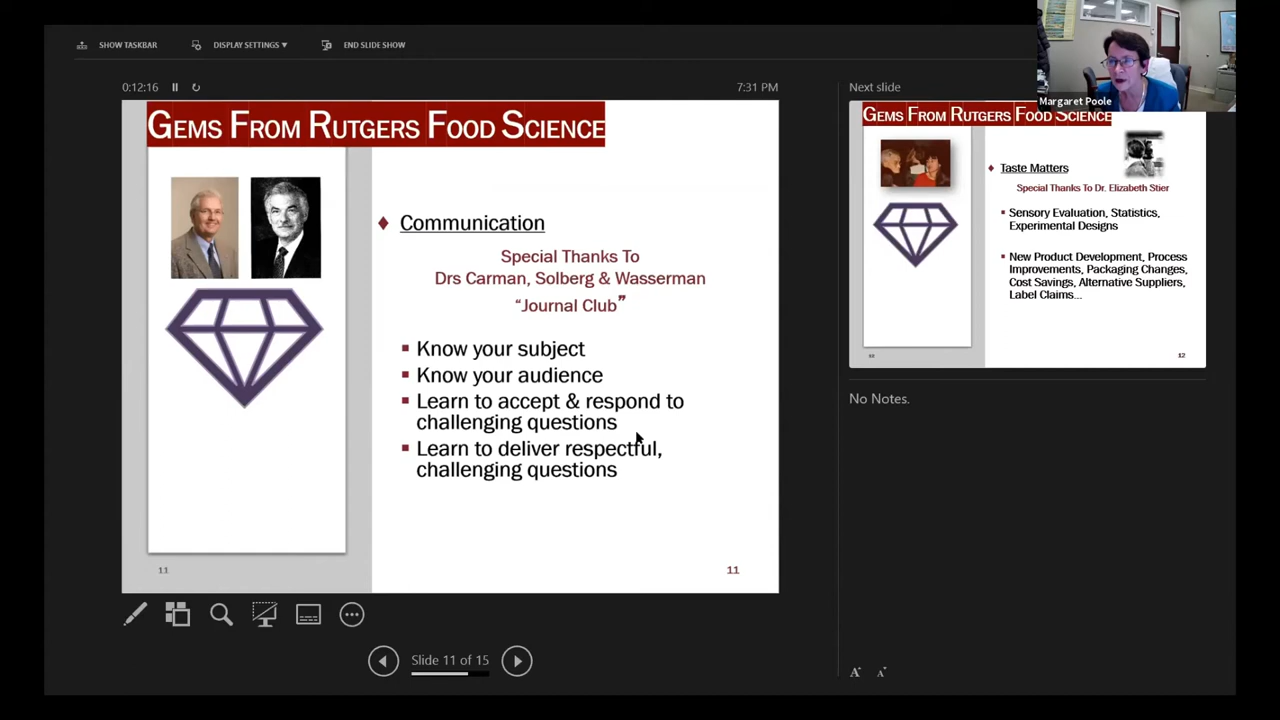 SHOW TASKBAR
DISPLAY SETTINGS ▼
END SLIDE SHOW
0:12:16
7:31 PM
GEMS FROM RUTGERS FOOD SCIENCE
Communication
Special Thanks To
Drs Carman, Solberg & Wasserman
“Journal Club”
Know your subject
Know your audience
Learn to accept & respond to
challenging questions
Learn to deliver respectful,
challenging questions
11
11
Slide 11 of 15
Next slide
Margaret Poole
GEMS FROM RUTGERS FOOD SCIENCE
Taste Matters
Special Thanks To Dr. Elizabeth Stier
Sensory Evaluation, Statistics,
Experimental Designs
New Product Development, Process
Improvements, Packaging Changes,
Cost Savings, Alternative Suppliers,
Label Claims...
12
No Notes.
A A